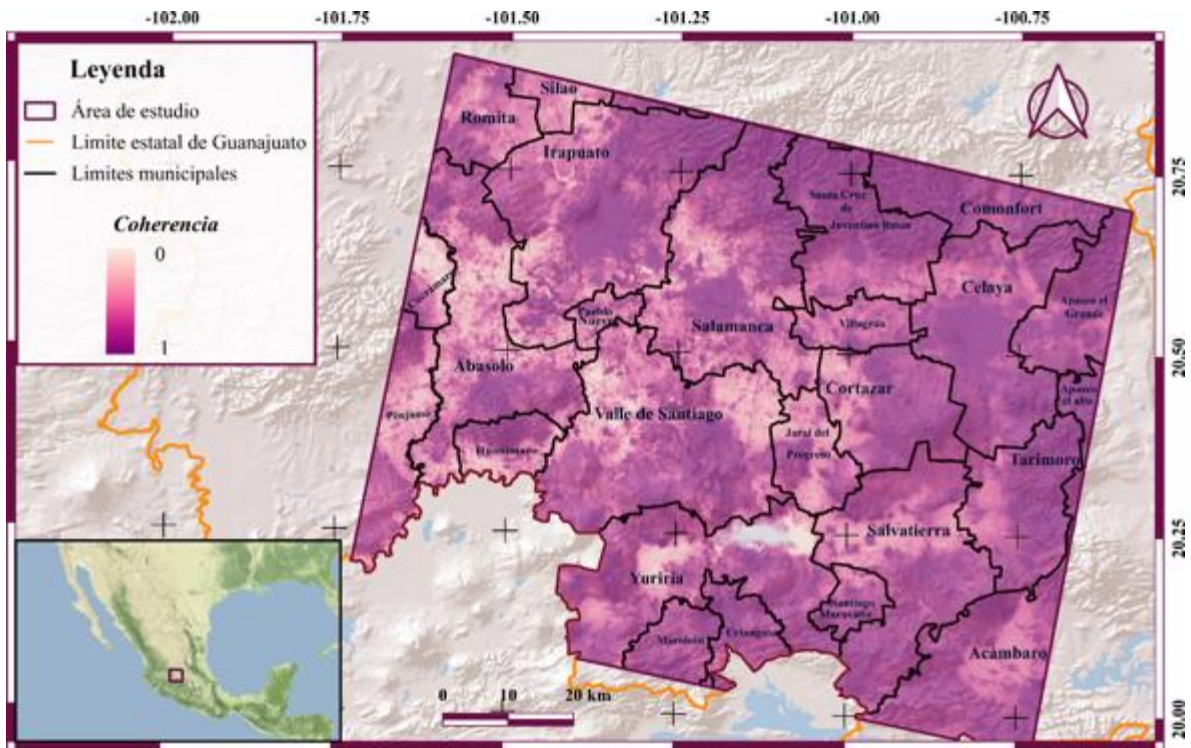 -102.00 -101.75 -101.50 -101.25 -101.00 -100.75
Leyenda
Área de estudio
Limite estatal de Guanajuato
Limites municipales
Coherencia
0
1
Silao
Romita
Irapuato
Santa Cruz
de
Juventino Rosas
Comonfort
Celaya
Apaseo el
Grande
Cuerámaro
Pueblo
Nuevo
Salamanca
Villagrán
Abasolo
Cortazar
Apaseo
el alto
Pénjamo
Valle de Santiago
Huanímaro
Jaral del
Progreso
Tarimoro
Salvatierra
Yuriria
Santiago
Maravatío
Moroleón
Uriangato
Acámbaro
0 10 20 km
20.75
20.50
20.25
20.00